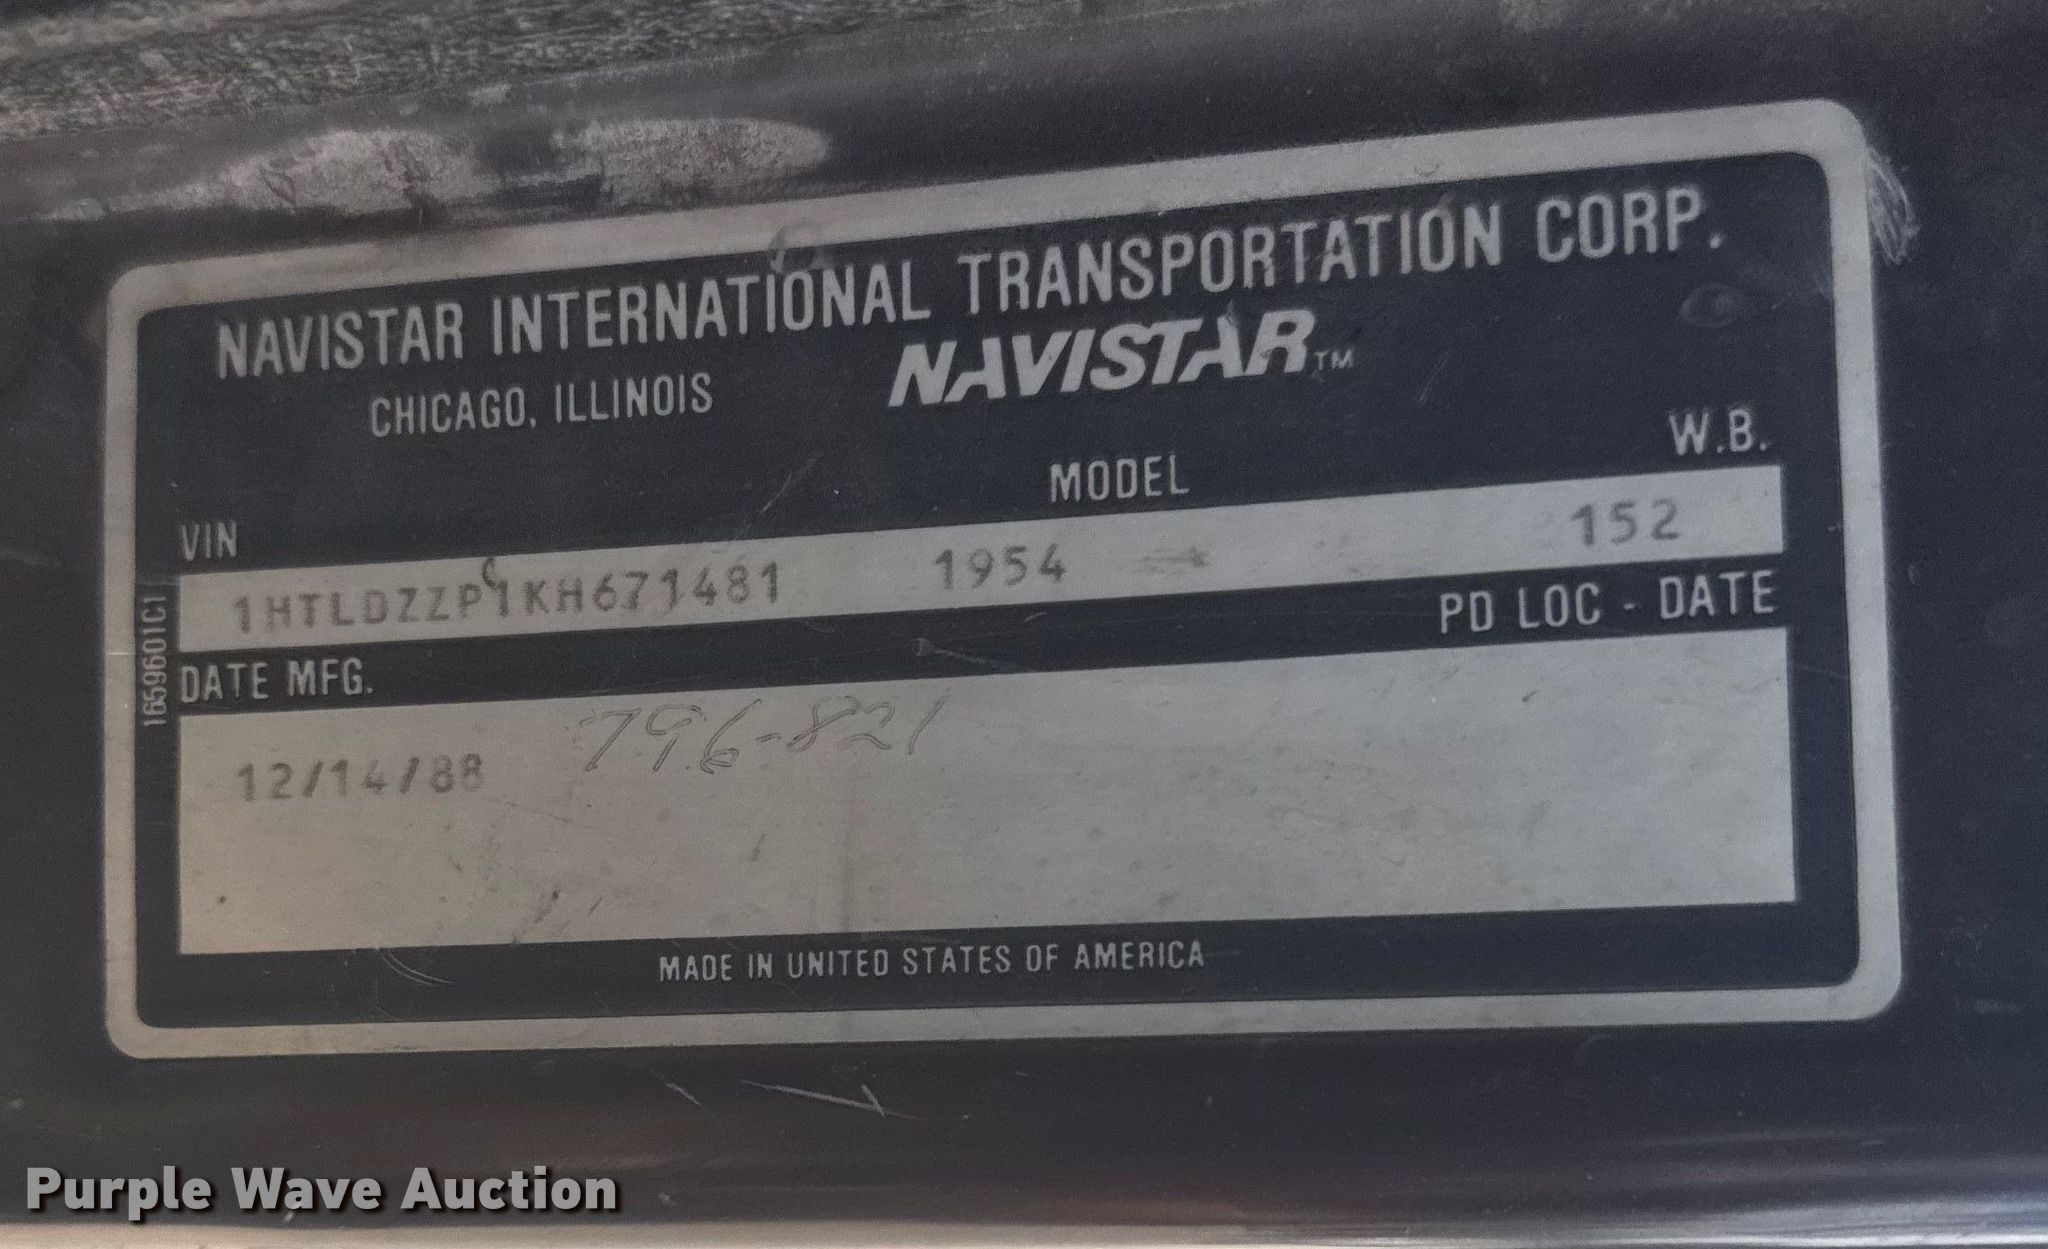 NAVISTAR INTERNATIONAL TRANSPORTATION CORP.
CHICAGO, ILLINOIS
NAVISTAR™
VIN
MODEL
W.B.
1HTLDZZP1KH671481
1954
152
1659601C1
DATE MFG.
PD LOC - DATE
12/14/88
796-821
MADE IN UNITED STATES OF AMERICA
Purple Wave Auction